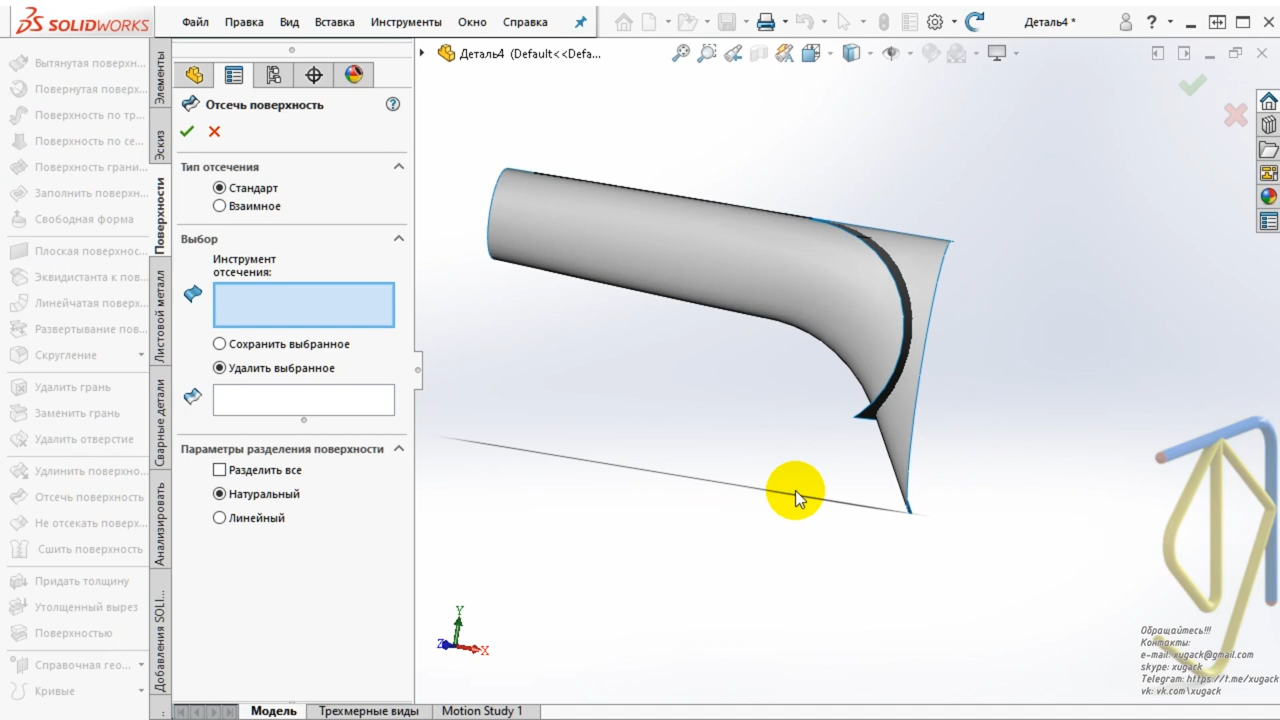 SOLIDWORKS
Файл
Правка
Вид
Вставка
Инструменты
Окно
Справка
Деталь4 *
?
Вытянутая поверхн...
Повернутая поверх...
Поверхность по тр...
Поверхность по се...
Поверхность грани...
Заполнить поверхн...
Свободная форма
Плоская поверхнос...
Эквидистанта к пов...
Линейчатая поверх...
Развертывание пов...
Скругление
Удалить грань
Заменить грань
Удалить отверстие
Удлинить поверхно...
Отсечь поверхность
Не отсекать поверх...
Сшить поверхность
Придать толщину
Утолщенный вырез
Поверхностью
Справочная гео...
Кривые
Элементы
Эскиз
Поверхности
Листовой металл
Сварные детали
Анализировать
Добавления SOLI...
Отсечь поверхность
?
Тип отсечения
Стандарт
Взаимное
Выбор
Инструмент
отсечения:
Сохранить выбранное
Удалить выбранное
Параметры разделения поверхности
Разделить все
Натуральный
Линейный
Деталь4 (Default<<Defa...
Y
Z
X
Обращайтесь!!!
Контакты:
e-mail: xugack@gmail.com
skype: xugack
Telegram: https://t.me/xugack
vk: vk.com\xugack
Модель
Трехмерные виды
Motion Study 1